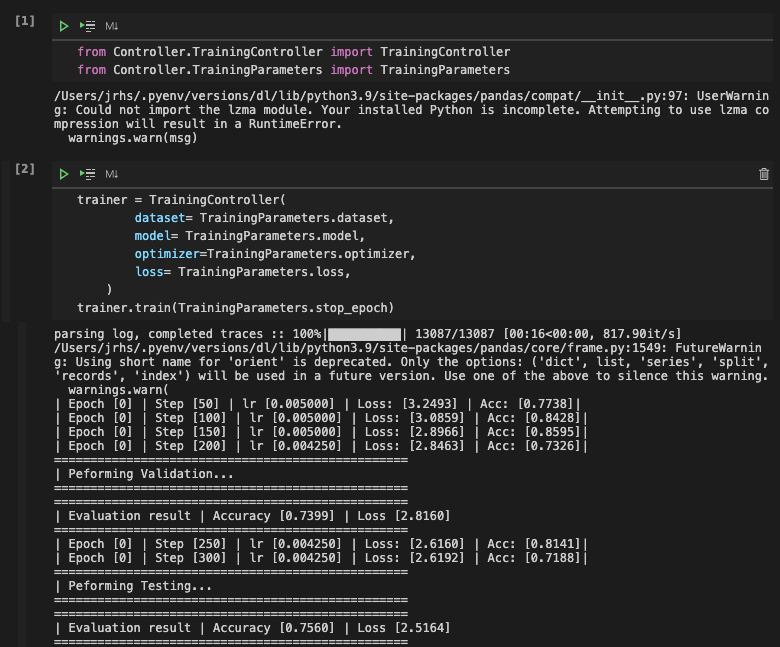 [1]
M↓
from Controller.TrainingController import TrainingController
from Controller.TrainingParameters import TrainingParameters
/Users/jrhs/.pyenv/versions/dl/lib/python3.9/site-packages/pandas/compat/__init__.py:97: UserWarnin
g: Could not import the lzma module. Your installed Python is incomplete. Attempting to use lzma co
mpression will result in a RuntimeError.
warnings.warn(msg)
[2]
M↓
trainer = TrainingController(
dataset= TrainingParameters.dataset,
model= TrainingParameters.model,
optimizer=TrainingParameters.optimizer,
loss= TrainingParameters.loss,
)
trainer.train(TrainingParameters.stop_epoch)
parsing log, completed traces :: 100%|██████████| 13087/13087 [00:16<00:00, 817.90it/s]
/Users/jrhs/.pyenv/versions/dl/lib/python3.9/site-packages/pandas/core/frame.py:1549: FutureWarnin
g: Using short name for 'orient' is deprecated. Only the options: ('dict', list, 'series', 'split',
'records', 'index') will be used in a future version. Use one of the above to silence this warning.
warnings.warn(
| Epoch [0] | Step [50] | lr [0.005000] | Loss: [3.2493] | Acc: [0.7738]|
| Epoch [0] | Step [100] | lr [0.005000] | Loss: [3.0859] | Acc: [0.8428]|
| Epoch [0] | Step [150] | lr [0.005000] | Loss: [2.8966] | Acc: [0.8595]|
| Epoch [0] | Step [200] | lr [0.004250] | Loss: [2.8463] | Acc: [0.7326]|
==================================================
| Peforming Validation...
==================================================
==================================================
| Evaluation result | Accuracy [0.7399] | Loss [2.8160]
==================================================
| Epoch [0] | Step [250] | lr [0.004250] | Loss: [2.6160] | Acc: [0.8141]|
| Epoch [0] | Step [300] | lr [0.004250] | Loss: [2.6192] | Acc: [0.7188]|
==================================================
| Peforming Testing...
==================================================
==================================================
| Evaluation result | Accuracy [0.7560] | Loss [2.5164]
==================================================